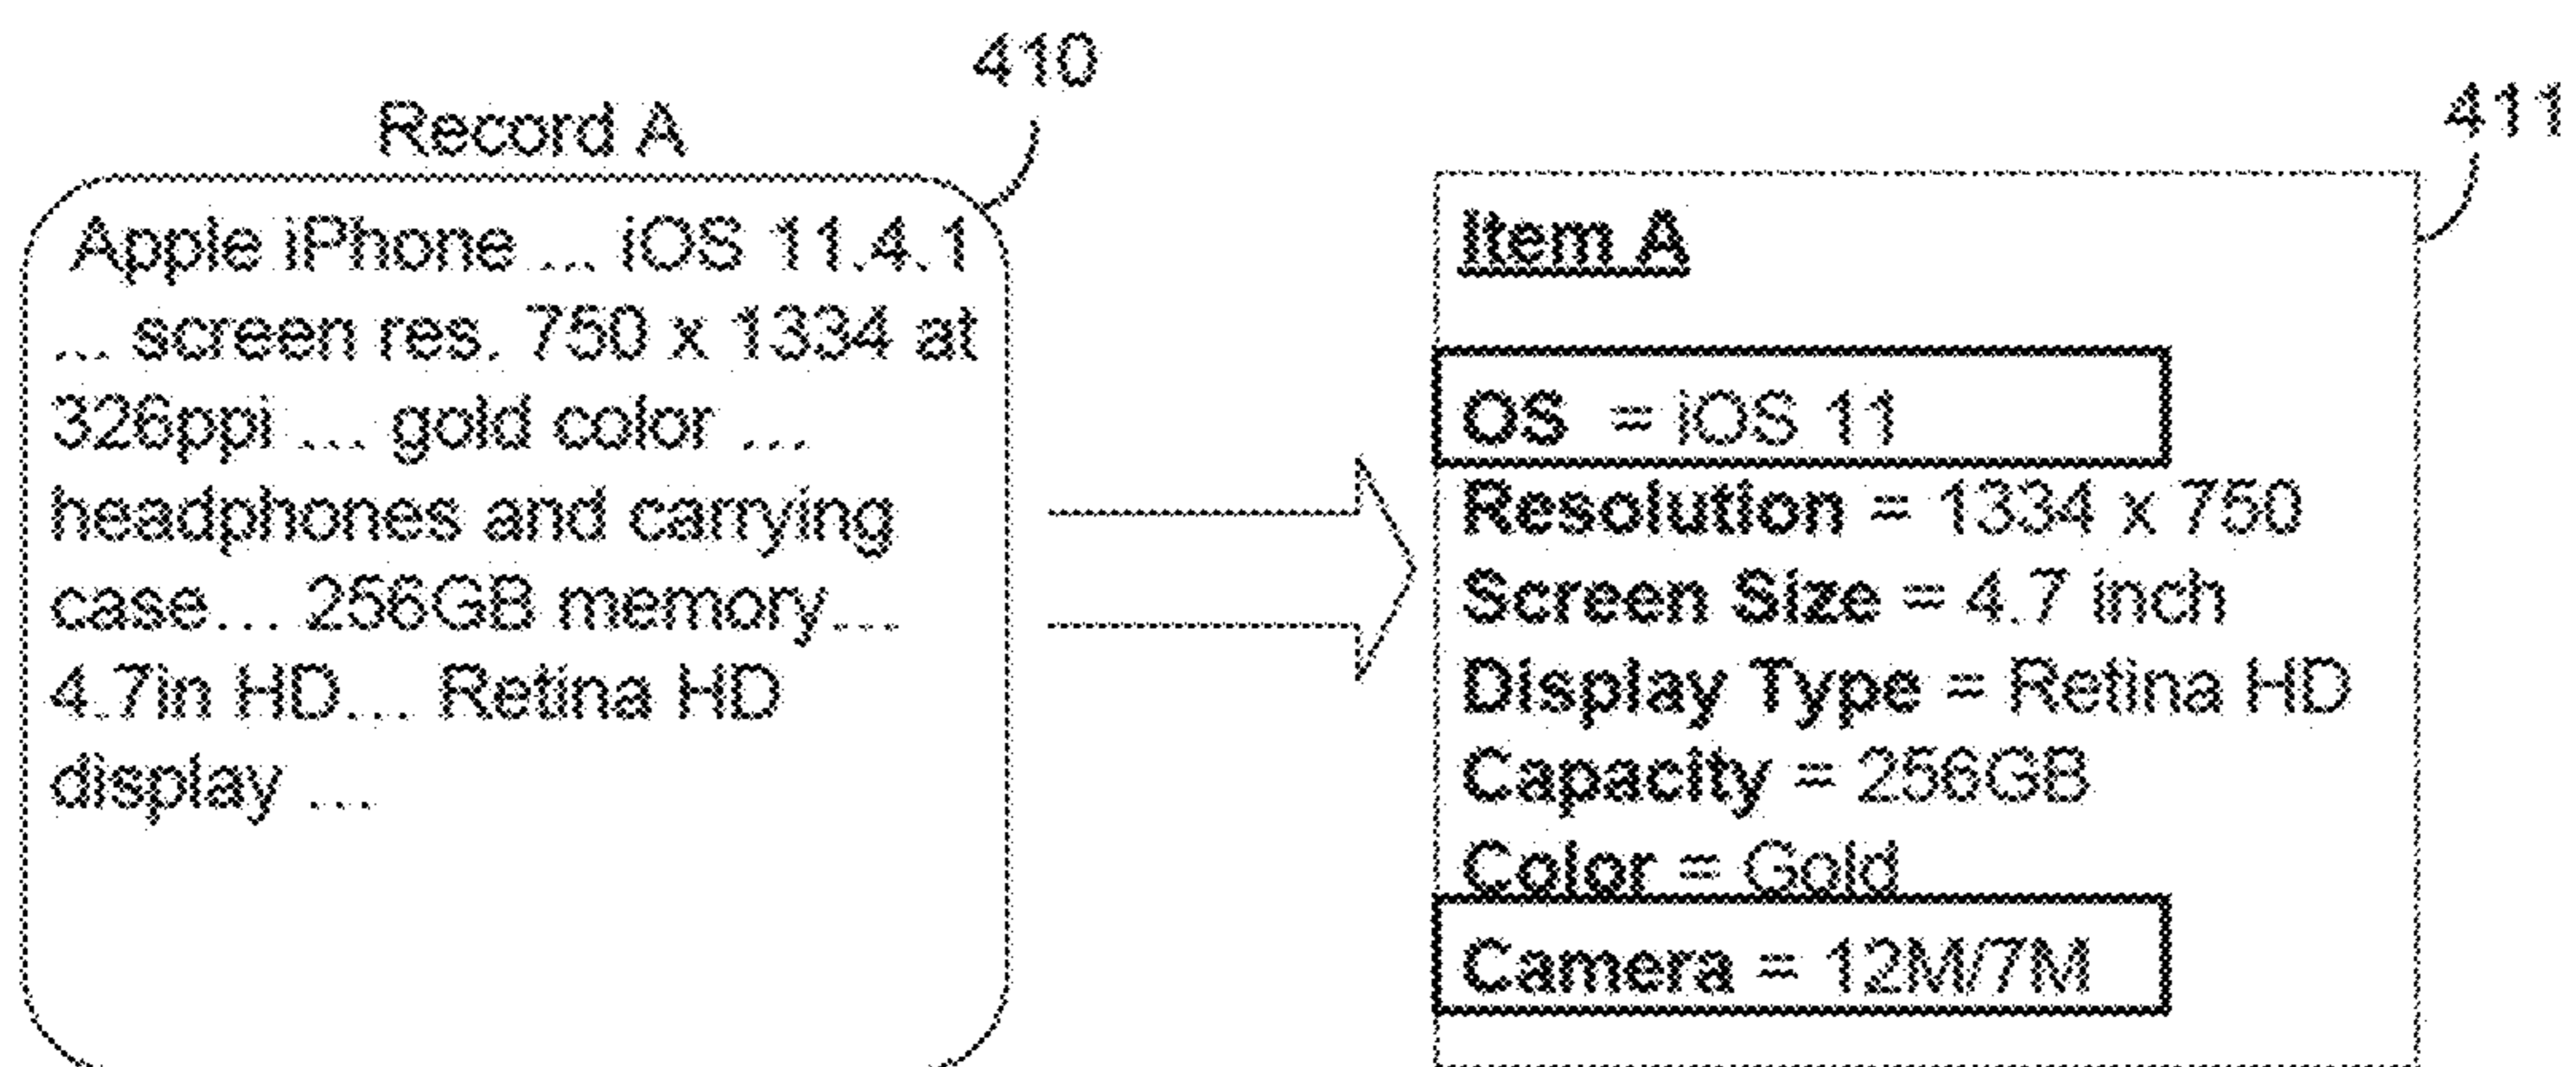 410
Record A
Apple iPhone ... iOS 11.4.1
... screen res. 750 x 1334 at
326ppi ... gold color ...
headphones and carrying
case... 256GB memory...
4.7in HD... Retina HD
display ...
411
Item A
OS = iOS 11
Resolution = 1334 x 750
Screen Size = 4.7 inch
Display Type = Retina HD
Capacity = 256GB
Color = Gold
Camera = 12M/7M